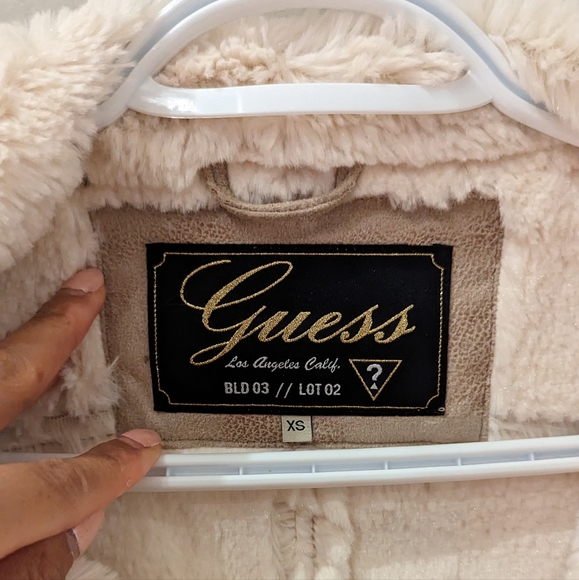 Guess
Los Angeles Calif.
?
BLD 03 // LOT 02
XS